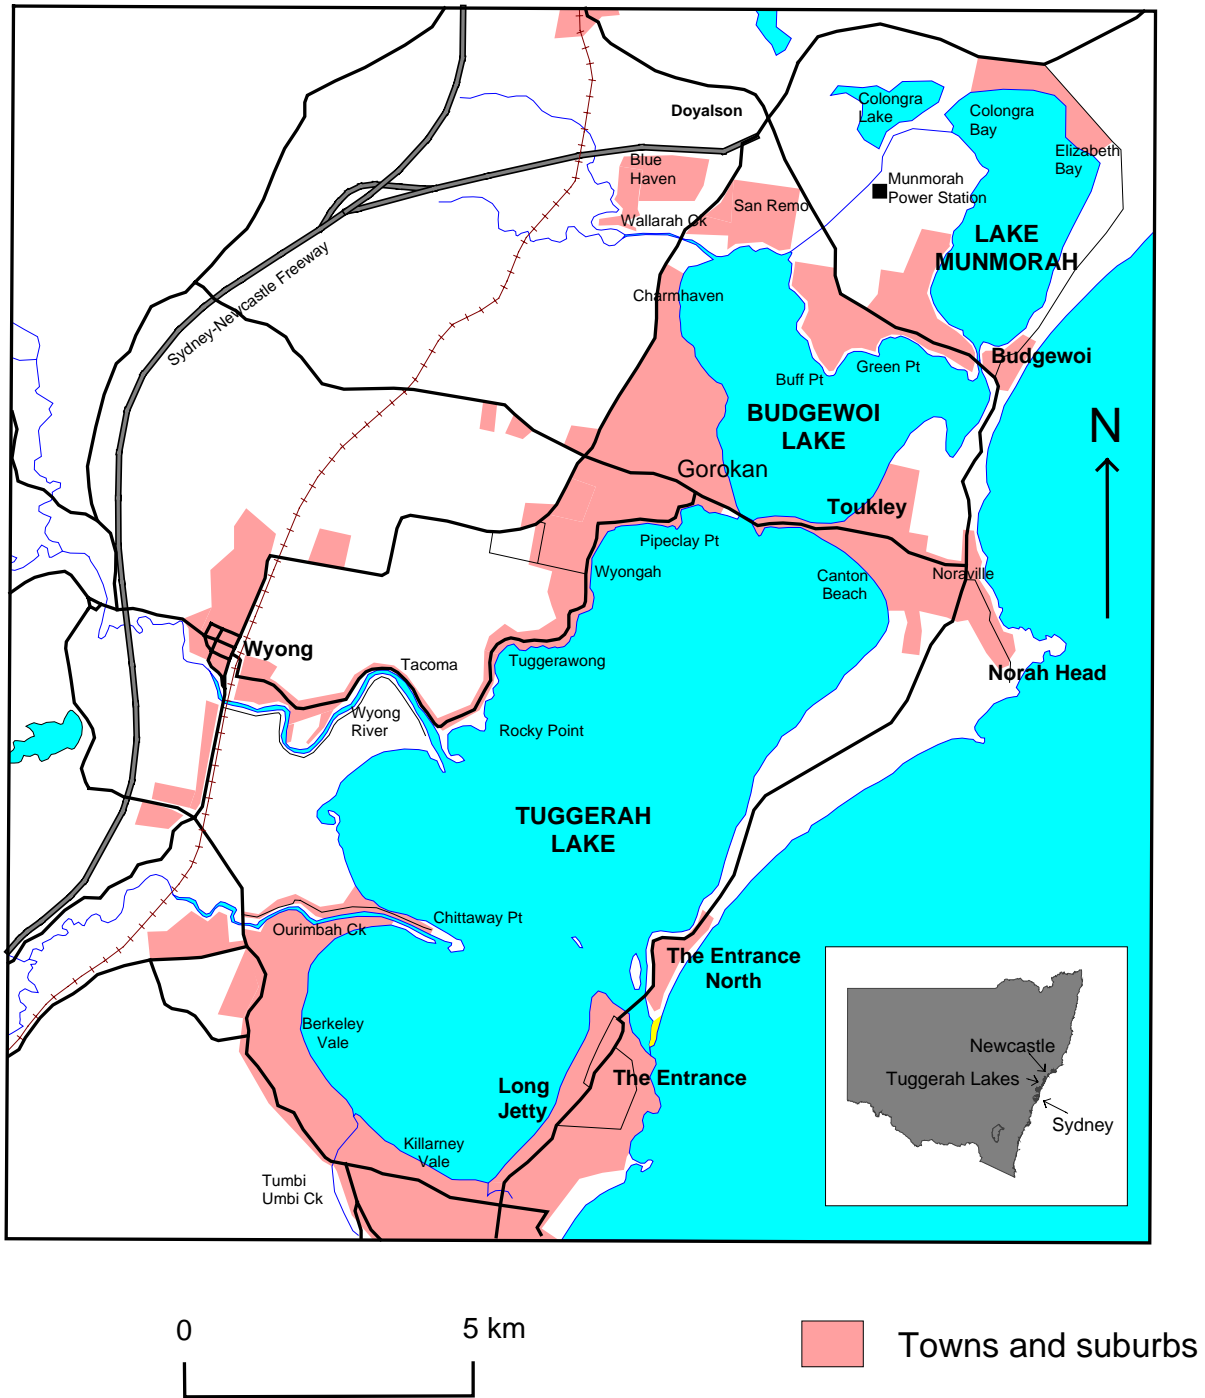 Doyalson
Colongra
Lake
Colongra
Bay
Elizabeth
Bay
Blue
Haven
Munmorah
Power Station
San Remo
Wallarah Ck
LAKE
MUNMORAH
Sydney-Newcastle Freeway
Charmhaven
Budgewoi
Green Pt
Buff Pt
BUDGEWOI
LAKE
N
Gorokan
Toukley
Pipeclay Pt
Wyongah
Canton
Beach
Noraville
Wyong
Tacoma
Tuggerawong
Norah Head
Wyong
River
Rocky Point
TUGGERAH
LAKE
Chittaway Pt
Ourimbah Ck
The Entrance
North
Berkeley
Vale
Newcastle
Tuggerah Lakes
Sydney
The Entrance
Long
Jetty
Killarney
Vale
Tumbi
Umbi Ck
0
5 km
Towns and suburbs